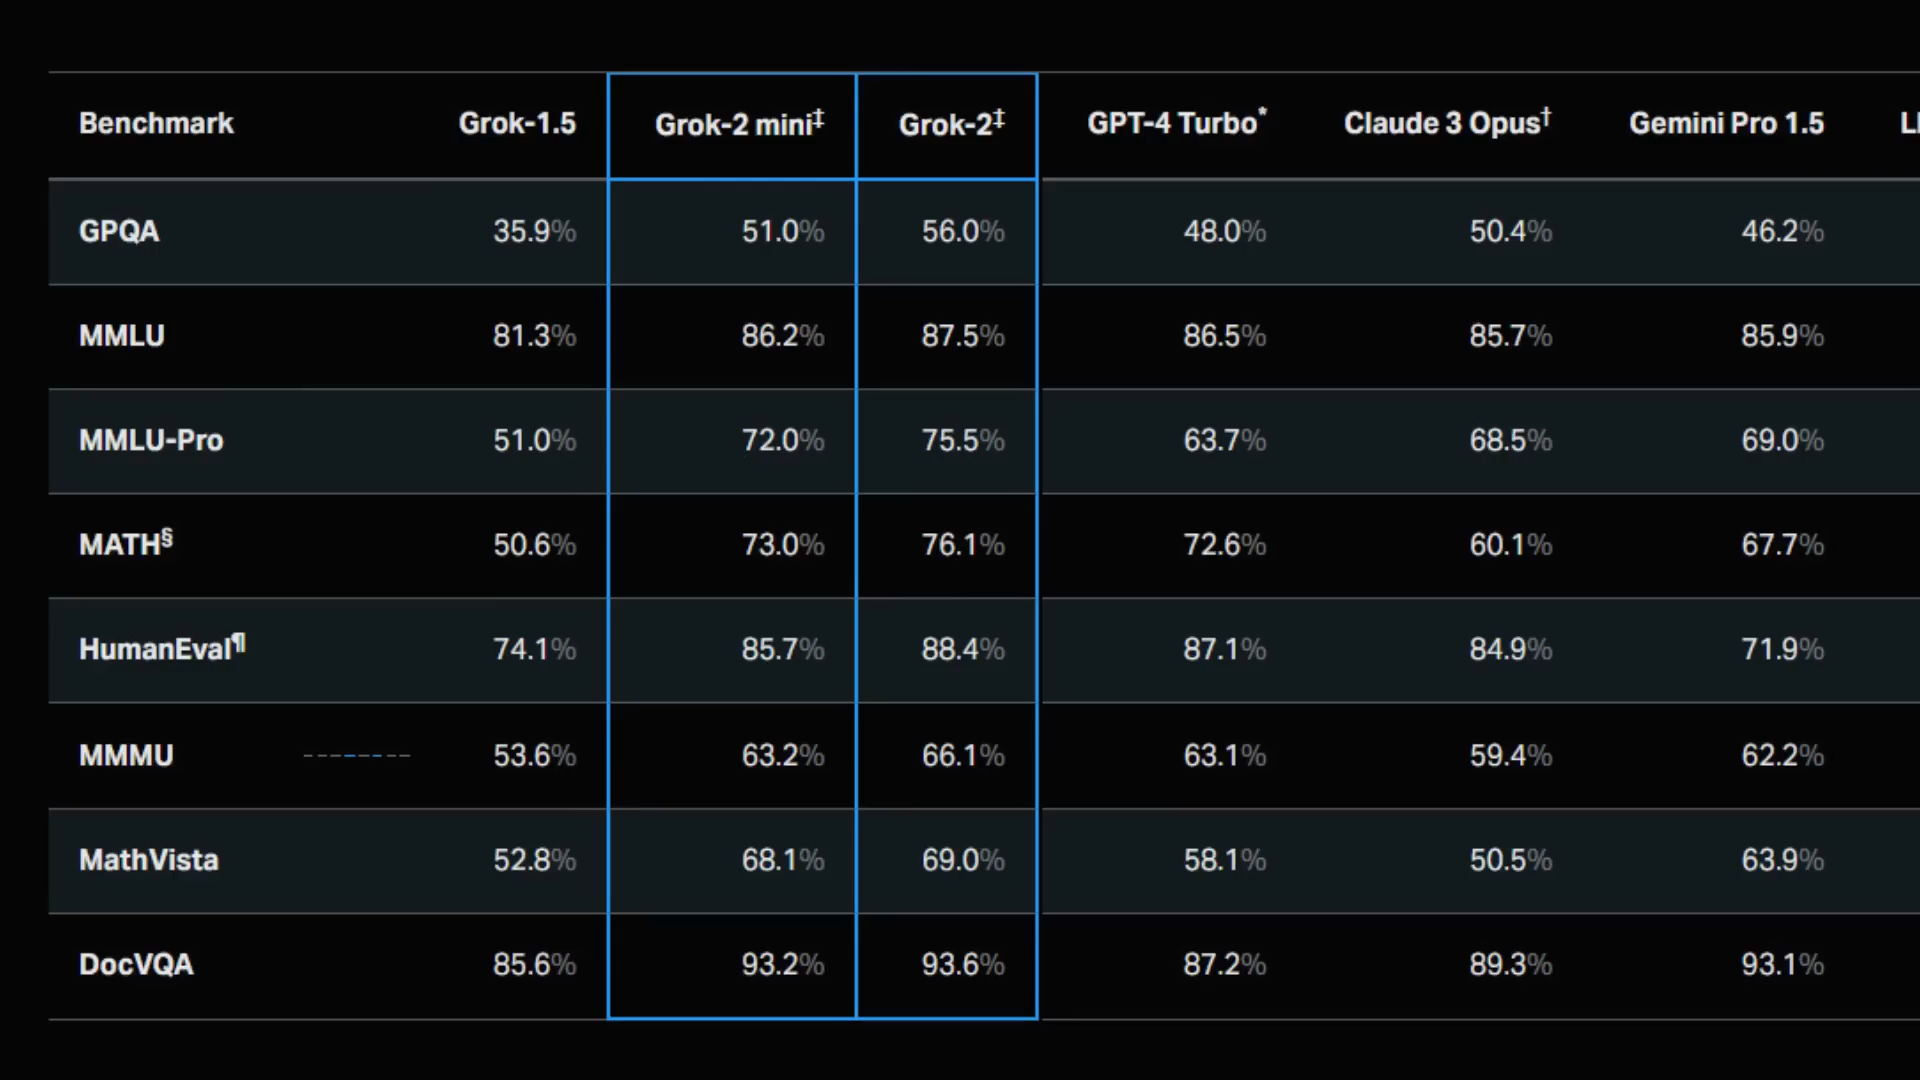 Benchmark Grok-1.5 Grok-2 mini‡ Grok-2‡ GPT-4 Turbo* Claude 3 Opus† Gemini Pro 1.5
GPQA 35.9% 51.0% 56.0% 48.0% 50.4% 46.2%
MMLU 81.3% 86.2% 87.5% 86.5% 85.7% 85.9%
MMLU-Pro 51.0% 72.0% 75.5% 63.7% 68.5% 69.0%
MATH§ 50.6% 73.0% 76.1% 72.6% 60.1% 67.7%
HumanEval¶ 74.1% 85.7% 88.4% 87.1% 84.9% 71.9%
MMMU 53.6% 63.2% 66.1% 63.1% 59.4% 62.2%
MathVista 52.8% 68.1% 69.0% 58.1% 50.5% 63.9%
DocVQA 85.6% 93.2% 93.6% 87.2% 89.3% 93.1%